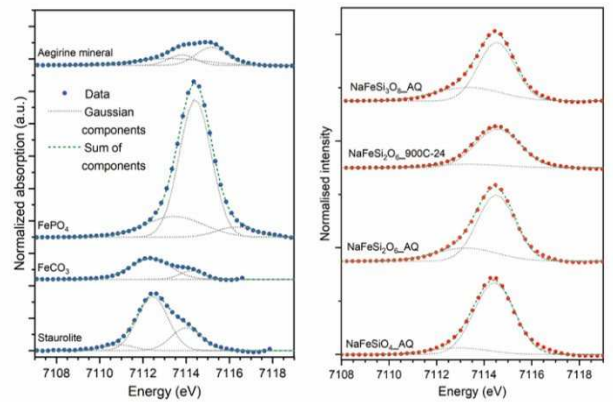 Aegirine mineral
Data
Gaussian
components
Sum of
components
FePO4
FeCO3
Staurolite
Normalized absorption (a.u.)
7108 7110 7112 7114 7116 7118
Energy (eV)
NaFeSi3O8_AQ
NaFeSi2O6_900C-24
NaFeSi2O6_AQ
NaFeSiO4_AQ
Normalised intensity
7108 7110 7112 7114 7116 7118
Energy (eV)